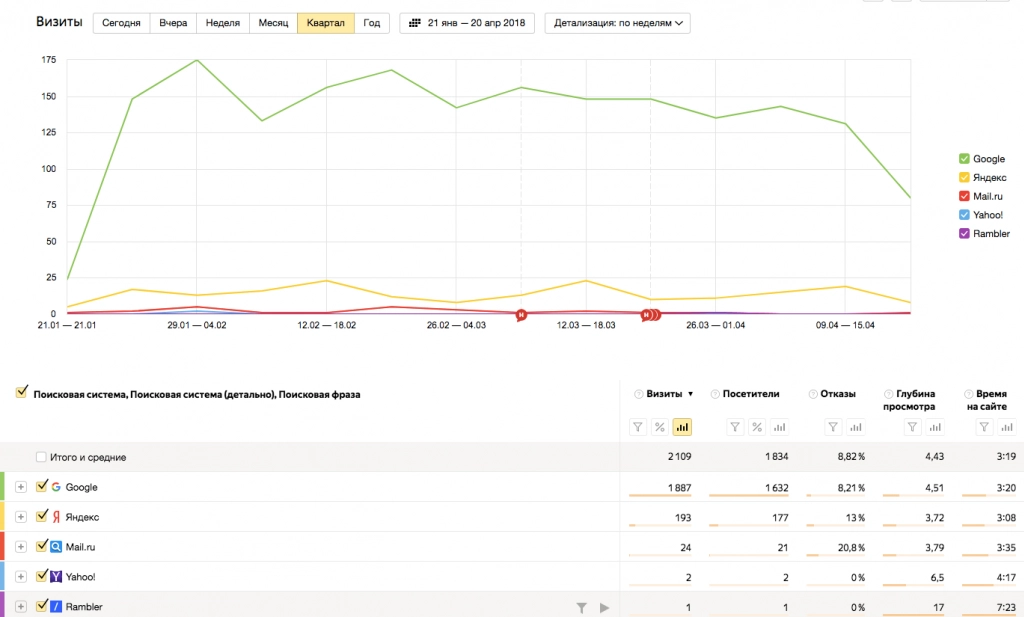 Визиты Сегодня Вчера Неделя Месяц Квартал Год 21 янв — 20 апр 2018 Детализация: по неделям
175
150
125
100
75
50
25
0
21.01 — 21.01 29.01 — 04.02 12.02 — 18.02 26.02 — 04.03 12.03 — 18.03 26.03 — 01.04 09.04 — 15.04
Google
Яндекс
Mail.ru
Yahoo!
Rambler
Поисковая система, Поисковая система (детально), Поисковая фраза Визиты ▼ Посетители Отказы Глубина просмотра Время на сайте
% %
Итого и средние 2 109 1 834 8,82 % 4,43 3:19
Google 1 887 1 632 8,21 % 4,51 3:20
Яндекс 193 177 13 % 3,72 3:08
Mail.ru 24 21 20,8 % 3,79 3:35
Yahoo! 2 2 0 % 6,5 4:17
Rambler 1 1 0 % 17 7:23